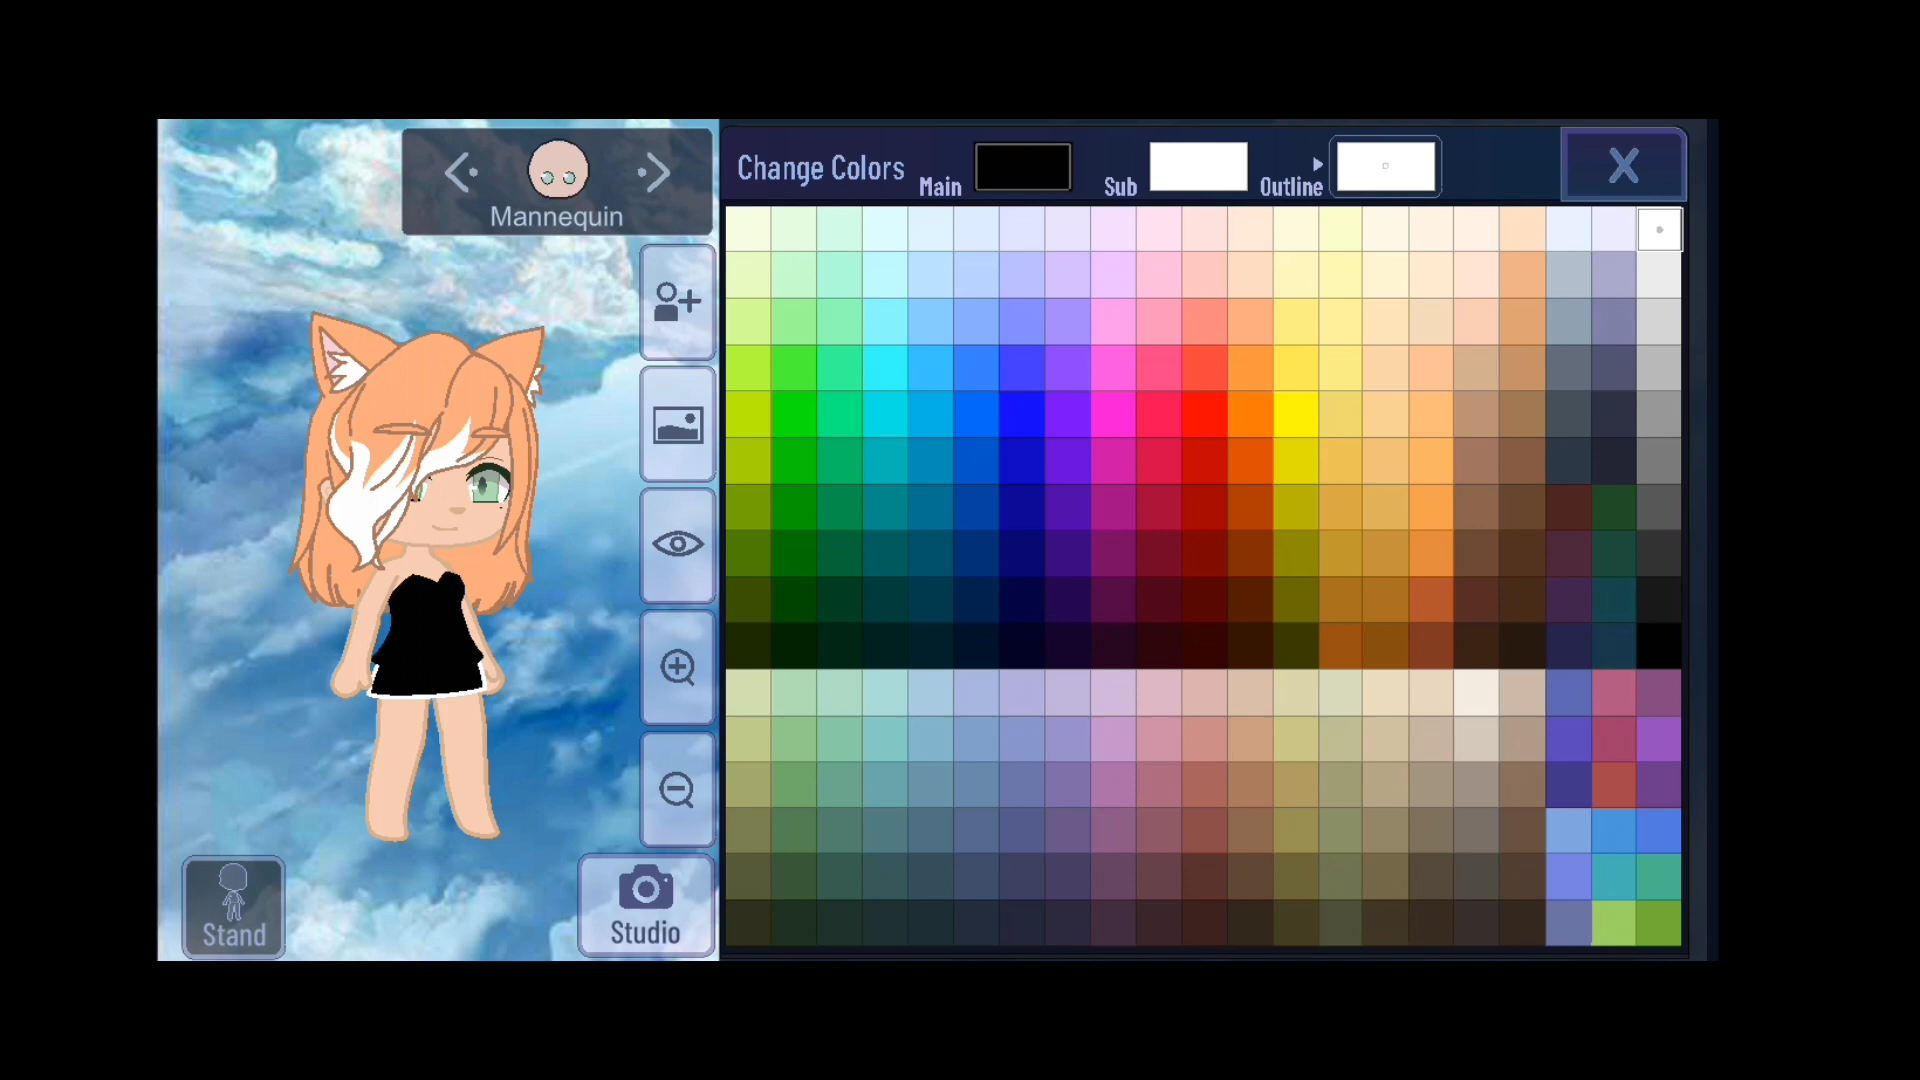 Mannequin
Change Colors
Main
Sub
Outline
X
Stand
Studio